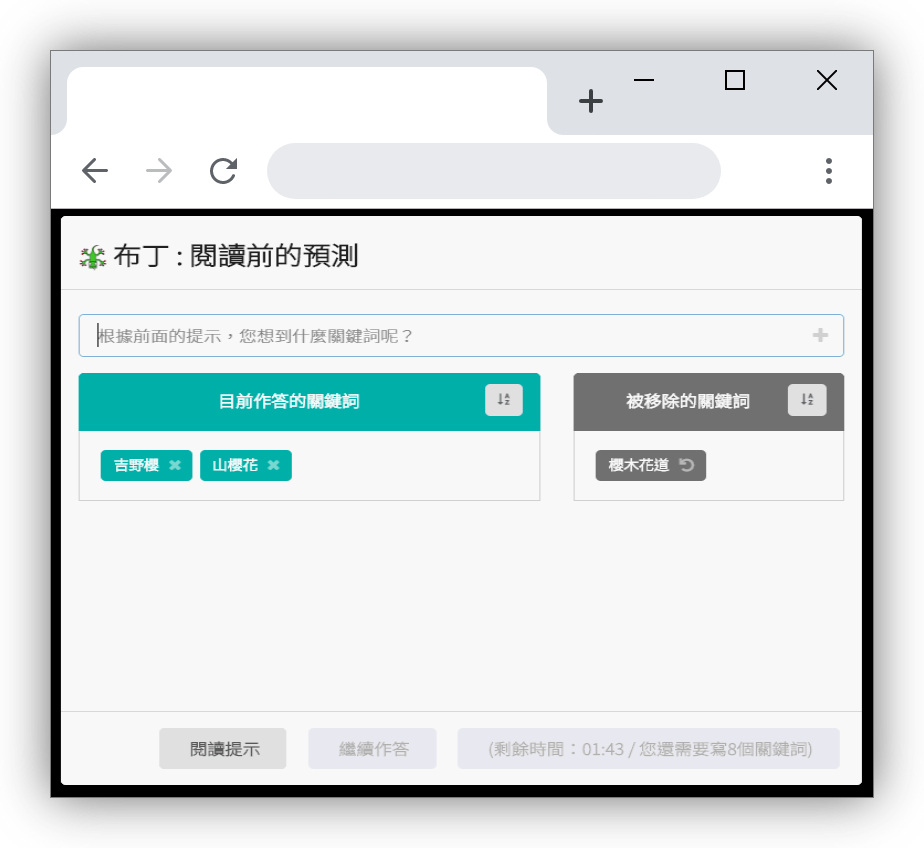 布丁 : 閱讀前的預測
根據前面的提示，您想到什麼關鍵詞呢？
目前作答的關鍵詞
被移除的關鍵詞
吉野櫻 山櫻花
櫻木花道
閱讀提示
繼續作答
(剩餘時間：01:43 / 您還需要寫8個關鍵詞)